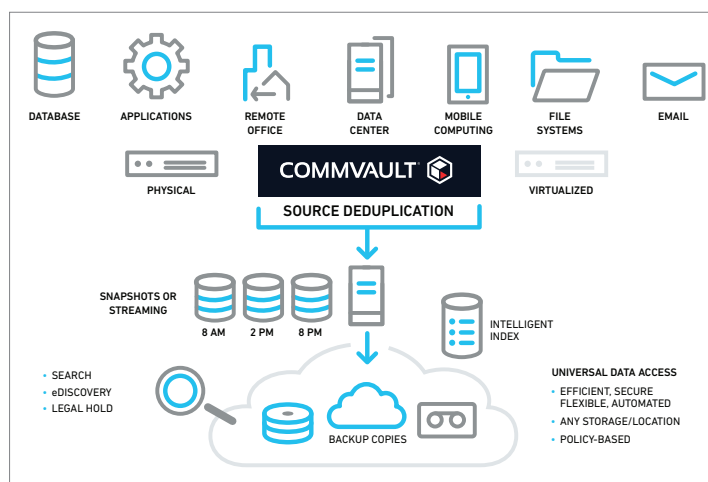 DATABASE
APPLICATIONS
REMOTE
OFFICE
DATA
CENTER
MOBILE
COMPUTING
FILE
SYSTEMS
EMAIL
PHYSICAL
COMMVAULT
VIRTUALIZED
SOURCE DEDUPLICATION
SNAPSHOTS OR
STREAMING
8 AM
2 PM
8 PM
INTELLIGENT
INDEX
• SEARCH
• eDISCOVERY
• LEGAL HOLD
BACKUP COPIES
UNIVERSAL DATA ACCESS
• EFFICIENT, SECURE
FLEXIBLE, AUTOMATED
• ANY STORAGE/LOCATION
• POLICY-BASED